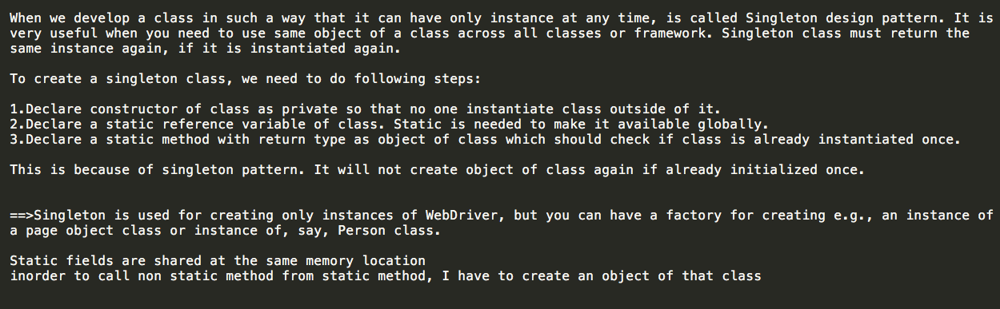 When we develop a class in such a way that it can have only instance at any time, is called Singleton design pattern. It is
very useful when you need to use same object of a class across all classes or framework. Singleton class must return the
same instance again, if it is instantiated again.
To create a singleton class, we need to do following steps:
1.Declare constructor of class as private so that no one instantiate class outside of it.
2.Declare a static reference variable of class. Static is needed to make it available globally.
3.Declare a static method with return type as object of class which should check if class is already instantiated once.
This is because of singleton pattern. It will not create object of class again if already initialized once.
==>Singleton is used for creating only instances of WebDriver, but you can have a factory for creating e.g., an instance of
a page object class or instance of, say, Person class.
Static fields are shared at the same memory location
inorder to call non static method from static method, I have to create an object of that class